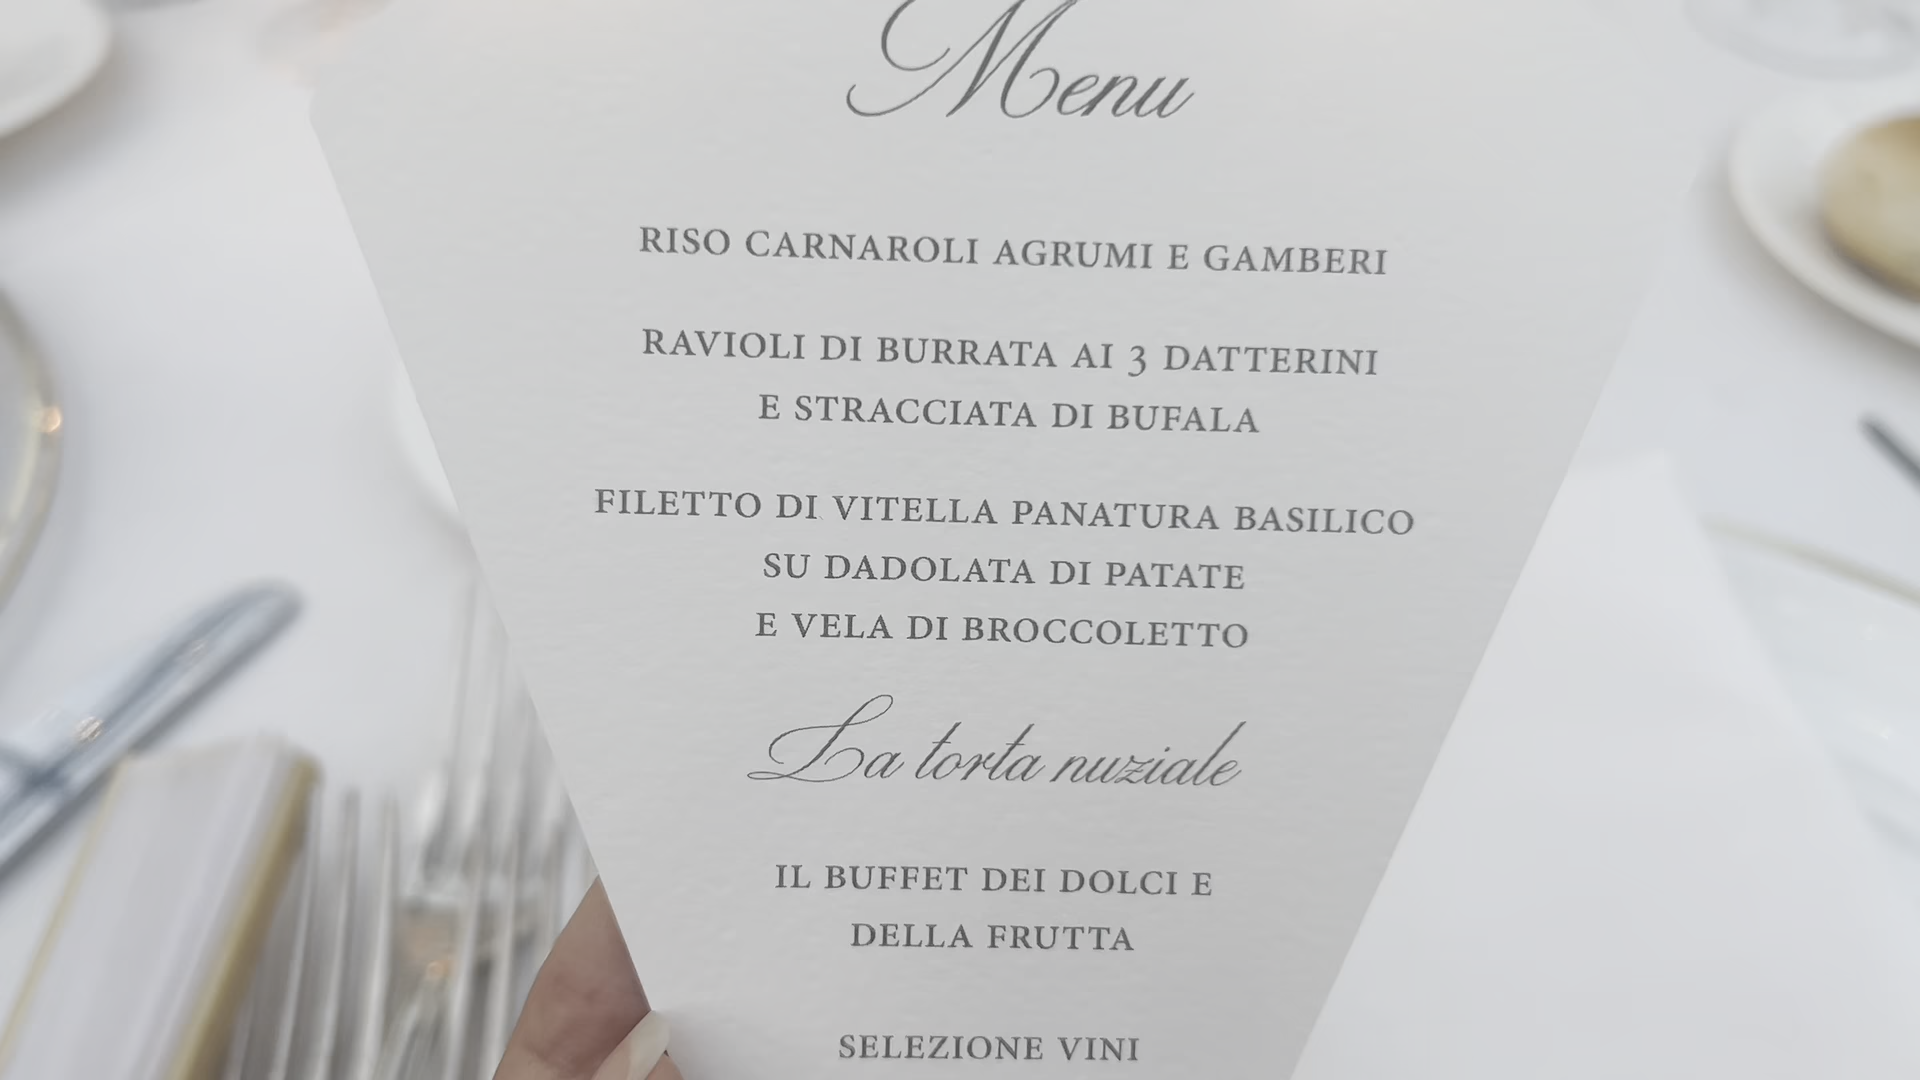 Menu
RISO CARNAROLI AGRUMI E GAMBERI
RAVIOLI DI BURRATA AI 3 DATTERINI
E STRACCIATA DI BUFALA
FILETTO DI VITELLA PANATURA BASILICO
SU DADOLATA DI PATATE
E VELA DI BROCCOLETTO
La torta nuziale
IL BUFFET DEI DOLCI E
DELLA FRUTTA
SELEZIONE VINI